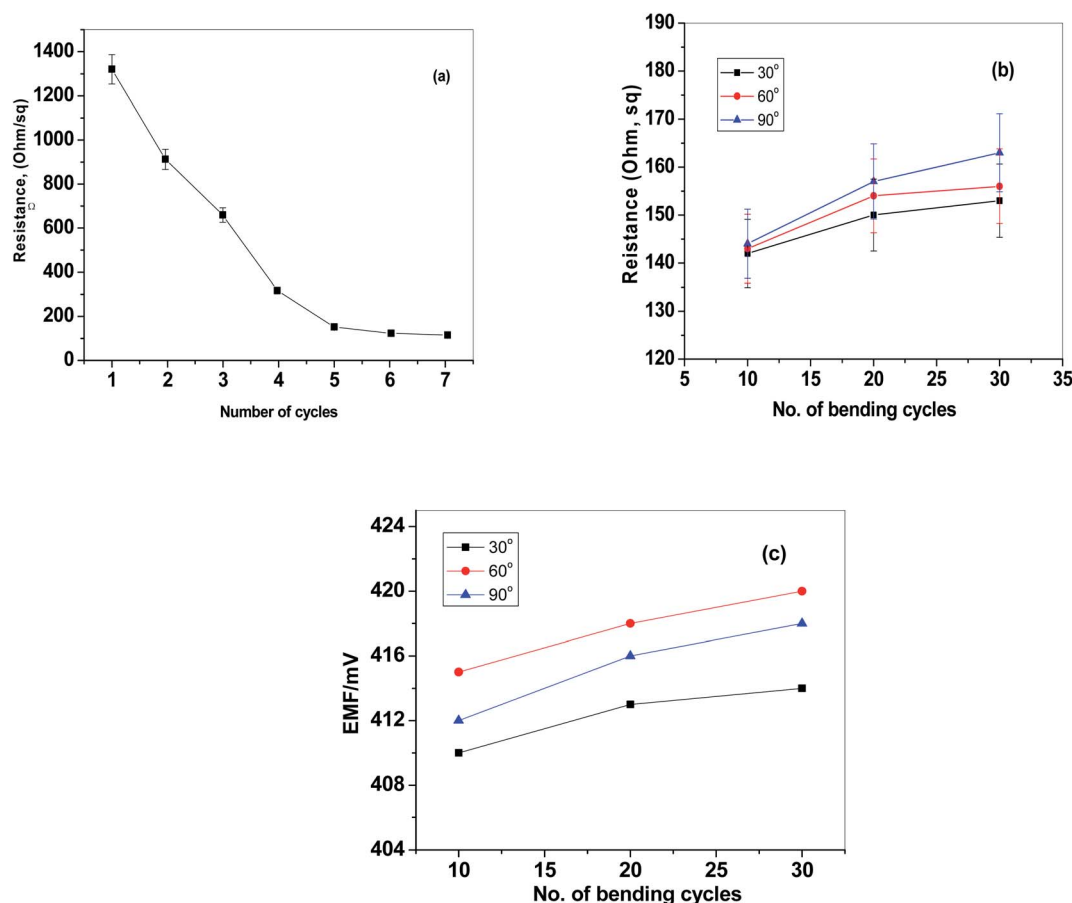 1400
1200
1000
800
600
400
200
0
Resistance, (Ohm/sq)
Ω
(a)
1 2 3 4 5 6 7
Number of cycles
190
180
170
160
150
140
130
120
Reistance (Ohm, sq)
30°
60°
90°
(b)
5 10 15 20 25 30 35
No. of bending cycles
424
420
416
412
408
404
EMF/mV
30°
60°
90°
(c)
10 15 20 25 30
No. of bending cycles